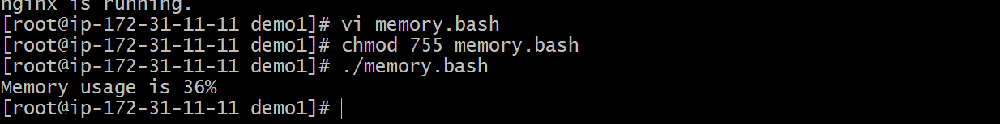 nginx is running.
[root@ip-172-31-11-11 demo1]# vi memory.bash
[root@ip-172-31-11-11 demo1]# chmod 755 memory.bash
[root@ip-172-31-11-11 demo1]# ./memory.bash
Memory usage is 36%
[root@ip-172-31-11-11 demo1]#